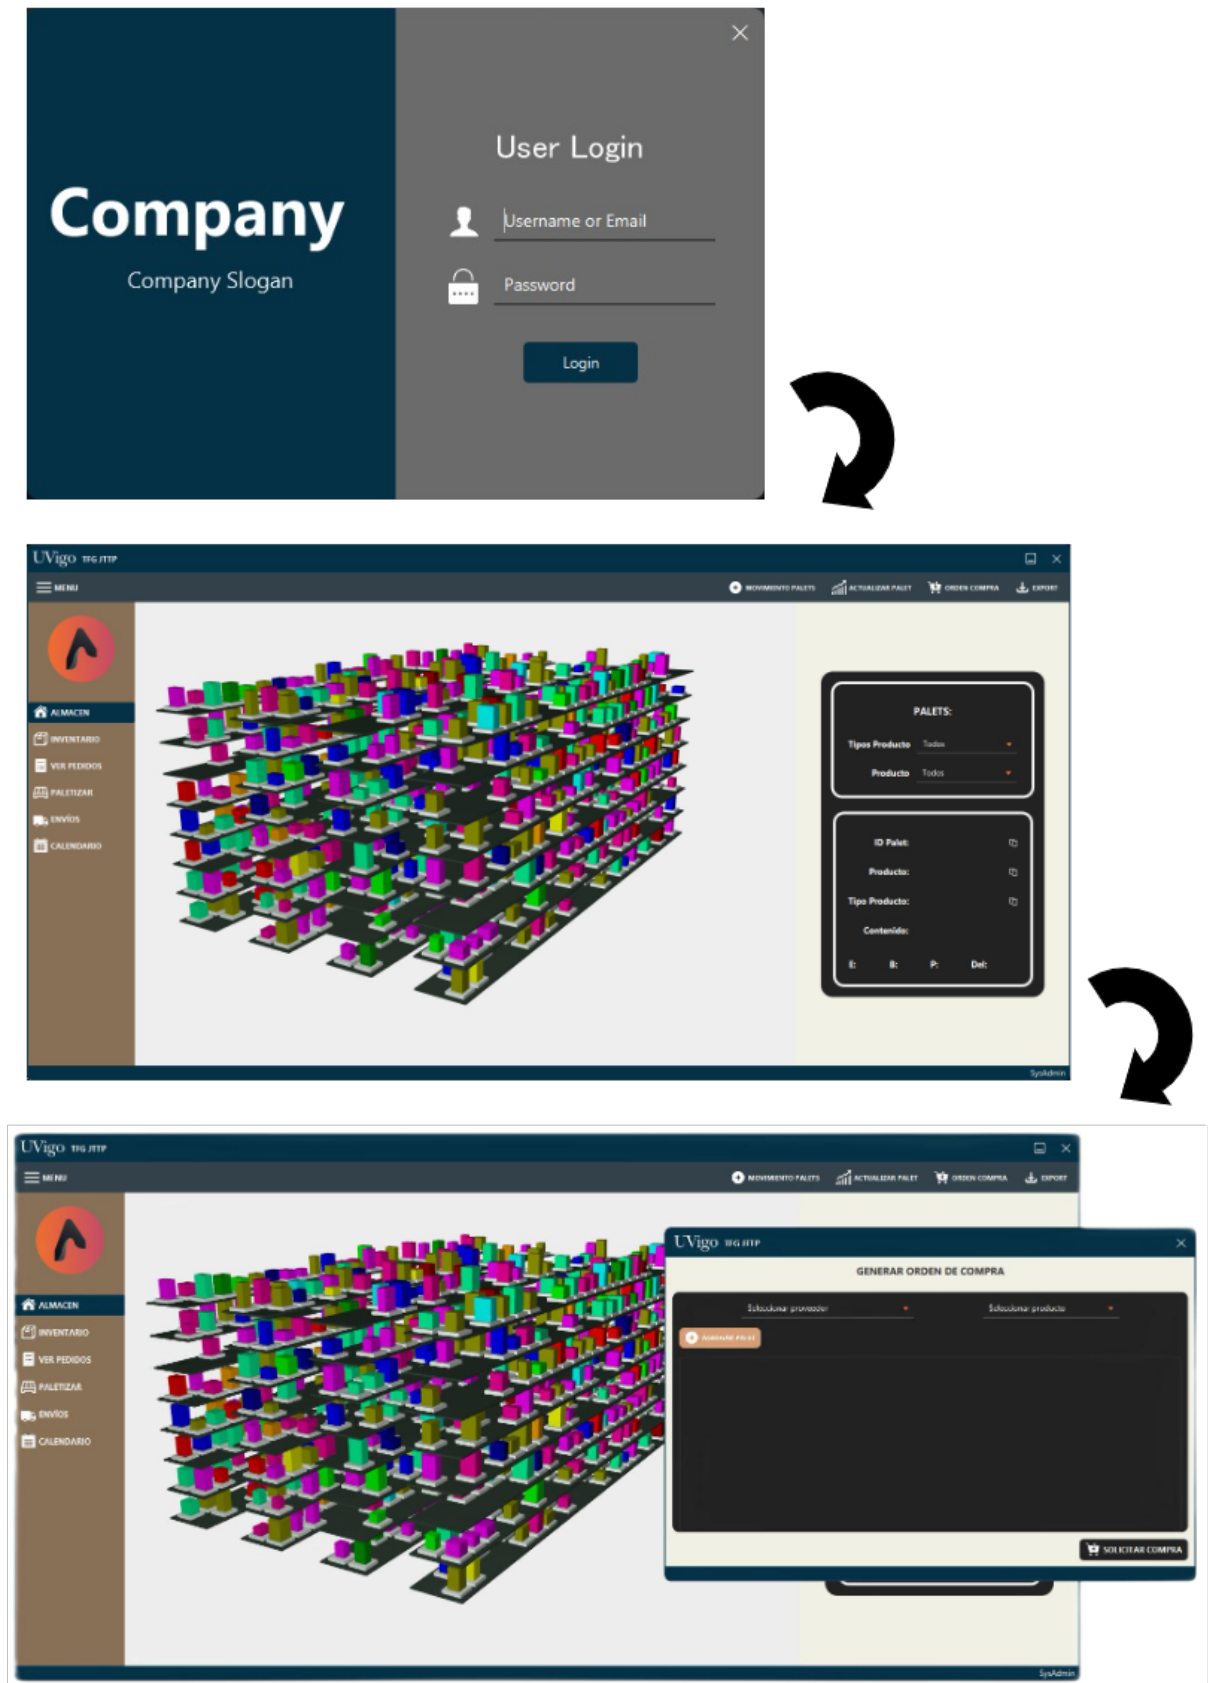 User Login
Company
Company Slogan
Username or Email
Password
Login
UVigo TFG JTTP
MENU
MOVIMIENTO PALETS
ACTUALIZAR PALET
ORDEN COMPRA
EXPORT
ALMACEN
INVENTARIO
VER PEDIDOS
PALETIZAR
ENVÍOS
CALENDARIO
PALETS:
Tipos Producto Todos
Producto Todos
ID Palet:
Producto:
Tipo Producto:
Contenido:
E: B: P: Del:
SysAdmin
UVigo TFG JTTP
MENU
MOVIMIENTO PALETS
ACTUALIZAR PALET
ORDEN COMPRA
EXPORT
ALMACEN
INVENTARIO
VER PEDIDOS
PALETIZAR
ENVÍOS
CALENDARIO
UVigo TFG JTTP
GENERAR ORDEN DE COMPRA
Seleccionar proveedor
Seleccionar producto
SOLICITAR COMPRA
SysAdmin